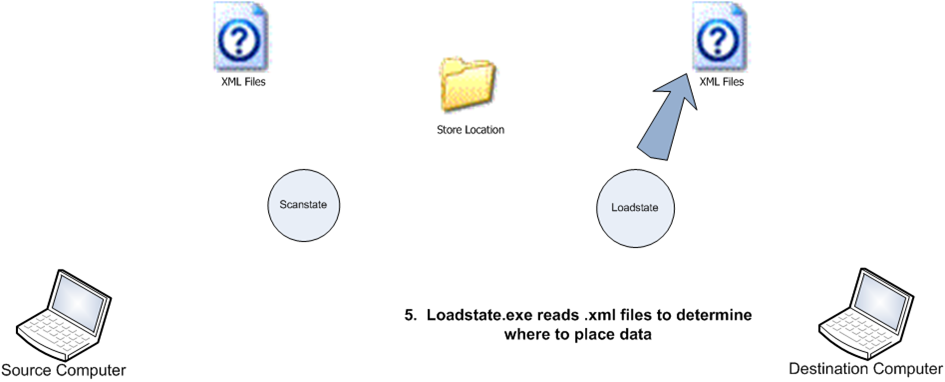 XML Files
XML Files
Store Location
Scanstate
Loadstate
5. Loadstate.exe reads .xml files to determine
where to place data
Source Computer
Destination Computer